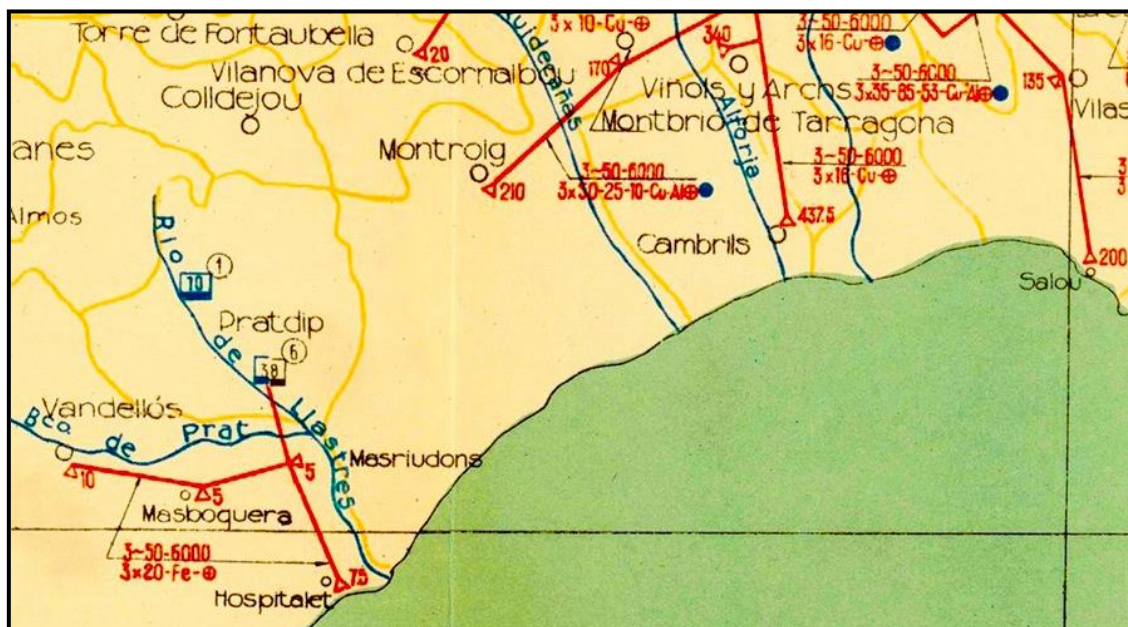 3x10-Cu-⊕
Torre de Fontaubella
20
Vilanova de Escornalbou
170
Colldejou
Montroig
210
3~50-6000
3x30-25-10-Cu-Al⊕
340
Viñols y Archs
Montbrió de Tarragona
3~50-6000
3x16-Cu-⊕
3~50-6000
3x35-65-53-Cu-Al⊕
135
Vilas
Alforja
3~50-6000
3x16-Cu-⊕
437.5
Cambrils
200
Salou
anes
Almos
Rio de Llastres
10
1
Pratdip
38
6
Vandellós
Bco. de Prat
10
5
5
Masriudons
Masboquera
3~50-6000
3x20-Fe-⊕
75
Hospitalet